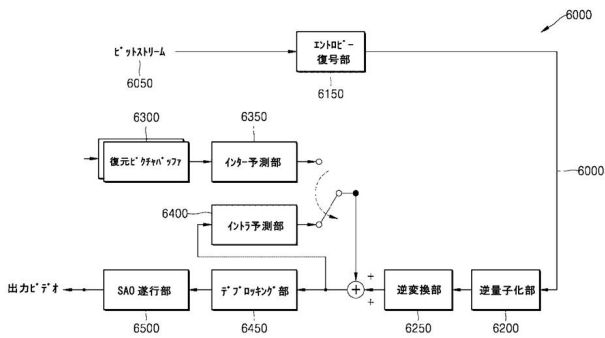 6000
ビットストリーム
6050
エントロピー
復号部
6150
6300
6350
復元ピクチャバッファ
インター予測部
6000
6400
イントラ予測部
出力ビデオ
SAO 遂行部
デブロッキング部
+
+
逆変換部
逆量子化部
6500
6450
6250
6200